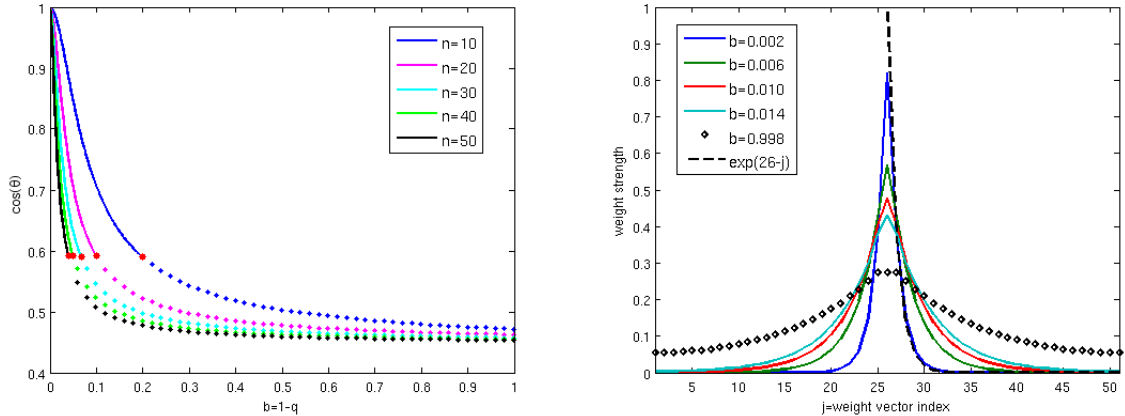 1
0.9
0.8
0.7
0.6
0.5
0.4
cos(θ)
0 0.1 0.2 0.3 0.4 0.5 0.6 0.7 0.8 0.9 1
b=1-q
n=10
n=20
n=30
n=40
n=50
1
0.9
0.8
0.7
0.6
0.5
0.4
0.3
0.2
0.1
0
weight strength
5 10 15 20 25 30 35 40 45 50
j=weight vector index
b=0.002
b=0.006
b=0.010
b=0.014
b=0.998
exp(26-j)